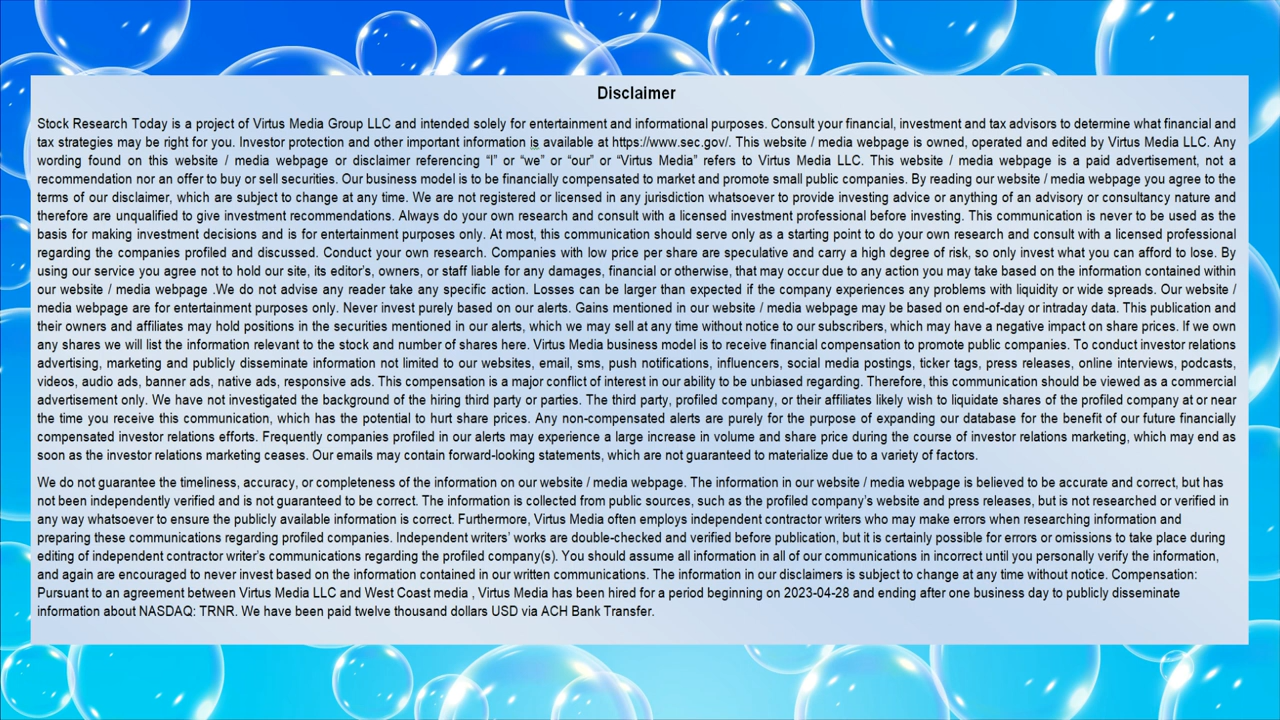 Disclaimer
Stock Research Today is a project of Virtus Media Group LLC and intended solely for entertainment and informational purposes. Consult your financial, investment and tax advisors to determine what financial and
tax strategies may be right for you. Investor protection and other important information is available at https://www.sec.gov/. This website / media webpage is owned, operated and edited by Virtus Media LLC. Any
wording found on this website / media webpage or disclaimer referencing “I” or “we” or “our” or “Virtus Media” refers to Virtus Media LLC. This website / media webpage is a paid advertisement, not a
recommendation nor an offer to buy or sell securities. Our business model is to be financially compensated to market and promote small public companies. By reading our website / media webpage you agree to the
terms of our disclaimer, which are subject to change at any time. We are not registered or licensed in any jurisdiction whatsoever to provide investing advice or anything of an advisory or consultancy nature and
therefore are unqualified to give investment recommendations. Always do your own research and consult with a licensed investment professional before investing. This communication is never to be used as the
basis for making investment decisions and is for entertainment purposes only. At most, this communication should serve only as a starting point to do your own research and consult with a licensed professional
regarding the companies profiled and discussed. Conduct your own research. Companies with low price per share are speculative and carry a high degree of risk, so only invest what you can afford to lose. By
using our service you agree not to hold our site, its editor’s, owners, or staff liable for any damages, financial or otherwise, that may occur due to any action you may take based on the information contained within
our website / media webpage .We do not advise any reader take any specific action. Losses can be larger than expected if the company experiences any problems with liquidity or wide spreads. Our website /
media webpage are for entertainment purposes only. Never invest purely based on our alerts. Gains mentioned in our website / media webpage may be based on end-of-day or intraday data. This publication and
their owners and affiliates may hold positions in the securities mentioned in our alerts, which we may sell at any time without notice to our subscribers, which may have a negative impact on share prices. If we own
any shares we will list the information relevant to the stock and number of shares here. Virtus Media business model is to receive financial compensation to promote public companies. To conduct investor relations
advertising, marketing and publicly disseminate information not limited to our websites, email, sms, push notifications, influencers, social media postings, ticker tags, press releases, online interviews, podcasts,
videos, audio ads, banner ads, native ads, responsive ads. This compensation is a major conflict of interest in our ability to be unbiased regarding. Therefore, this communication should be viewed as a commercial
advertisement only. We have not investigated the background of the hiring third party or parties. The third party, profiled company, or their affiliates likely wish to liquidate shares of the profiled company at or near
the time you receive this communication, which has the potential to hurt share prices. Any non-compensated alerts are purely for the purpose of expanding our database for the benefit of our future financially
compensated investor relations efforts. Frequently companies profiled in our alerts may experience a large increase in volume and share price during the course of investor relations marketing, which may end as
soon as the investor relations marketing ceases. Our emails may contain forward-looking statements, which are not guaranteed to materialize due to a variety of factors.
We do not guarantee the timeliness, accuracy, or completeness of the information on our website / media webpage. The information in our website / media webpage is believed to be accurate and correct, but has
not been independently verified and is not guaranteed to be correct. The information is collected from public sources, such as the profiled company’s website and press releases, but is not researched or verified in
any way whatsoever to ensure the publicly available information is correct. Furthermore, Virtus Media often employs independent contractor writers who may make errors when researching information and
preparing these communications regarding profiled companies. Independent writers’ works are double-checked and verified before publication, but it is certainly possible for errors or omissions to take place during
editing of independent contractor writer’s communications regarding the profiled company(s). You should assume all information in all of our communications in incorrect until you personally verify the information,
and again are encouraged to never invest based on the information contained in our written communications. The information in our disclaimers is subject to change at any time without notice. Compensation:
Pursuant to an agreement between Virtus Media LLC and West Coast media , Virtus Media has been hired for a period beginning on 2023-04-28 and ending after one business day to publicly disseminate
information about NASDAQ: TRNR. We have been paid twelve thousand dollars USD via ACH Bank Transfer.